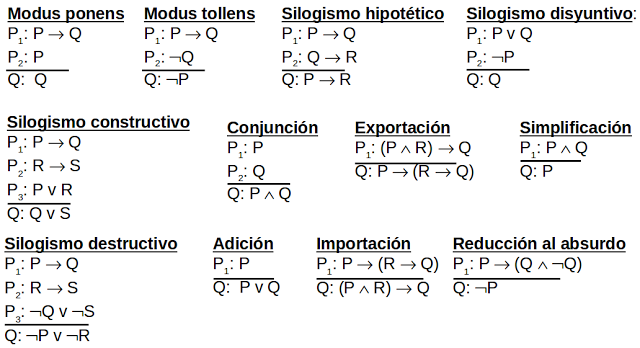 Modus ponens
P₁: P → Q
P₂: P
Q: Q
Modus tollens
P₁: P → Q
P₂: ¬Q
Q: ¬P
Silogismo hipotético
P₁: P → Q
P₂: Q → R
Q: P → R
Silogismo disyuntivo:
P₁: P v Q
P₂: ¬P
Q: Q
Silogismo constructivo
P₁: P → Q
P₂: R → S
P₃: P v R
Q: Q v S
Conjunción
P₁: P
P₂: Q
Q: P ∧ Q
Exportación
P₁: (P ∧ R) → Q
Q: P → (R → Q)
Simplificación
P₁: P ∧ Q
Q: P
Silogismo destructivo
P₁: P → Q
P₂: R → S
P₃: ¬Q v ¬S
Q: ¬P v ¬R
Adición
P₁: P
Q: P v Q
Importación
P₁: P → (R → Q)
Q: (P ∧ R) → Q
Reducción al absurdo
P₁: P → (Q ∧ ¬Q)
Q: ¬P